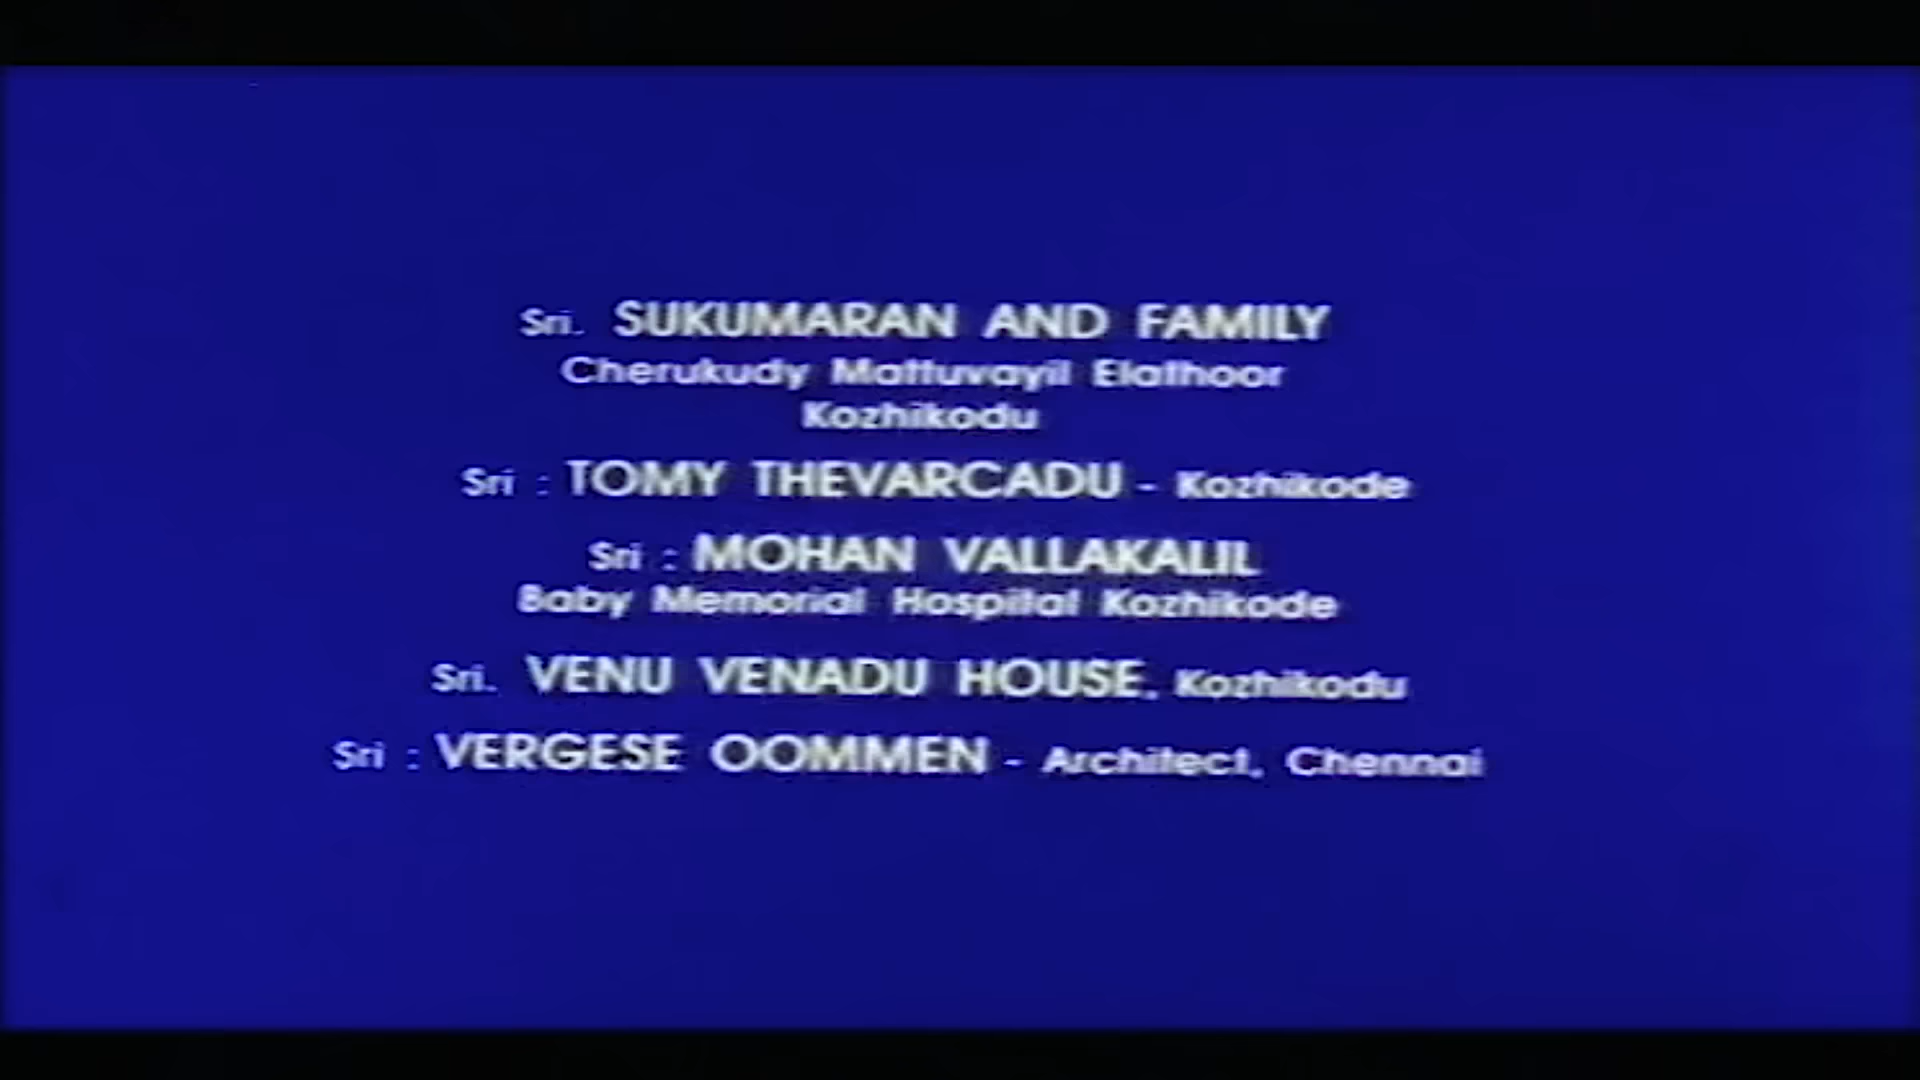 Sri. SUKUMARAN AND FAMILY
Cherukudy Mattuvayil Elathoor
Kozhikodu
Sri : TOMY THEVARCADU - Kozhikode
Sri : MOHAN VALLAKALIL
Baby Memorial Hospital Kozhikode
Sri. VENU VENADU HOUSE, Kozhikodu
Sri : VERGESE OOMMEN - Architect, Chennai